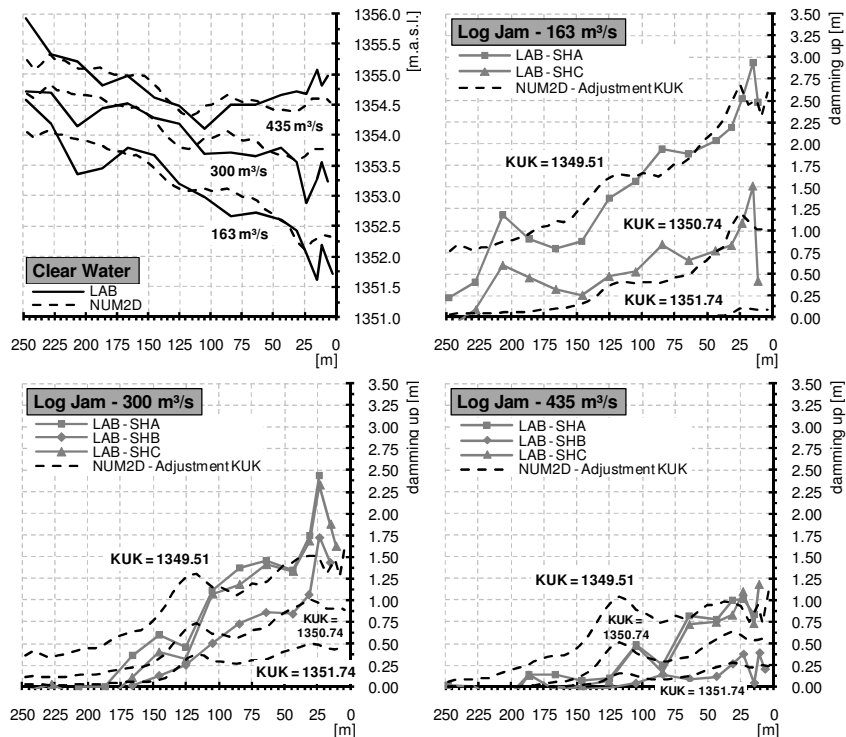 1356.0
1355.5
1355.0
1354.5
1354.0
1353.5
1353.0
1352.5
1352.0
1351.5
1351.0
[m.a.s.l.]
435 m³/s
300 m³/s
163 m³/s
Clear Water
LAB
NUM2D
250 225 200 175 150 125 100 75 50 25 0
[m]
Log Jam - 163 m³/s
LAB - SHA
LAB - SHC
NUM2D - Adjustment KUK
KUK = 1349.51
KUK = 1350.74
KUK = 1351.74
3.50
3.25
3.00
2.75
2.50
2.25
2.00
1.75
1.50
1.25
1.00
0.75
0.50
0.25
0.00
damming up [m]
250 225 200 175 150 125 100 75 50 25 0
[m]
Log Jam - 300 m³/s
LAB - SHA
LAB - SHB
LAB - SHC
NUM2D - Adjustment KUK
KUK = 1349.51
KUK =
1350.74
KUK = 1351.74
3.50
3.25
3.00
2.75
2.50
2.25
2.00
1.75
1.50
1.25
1.00
0.75
0.50
0.25
0.00
damming up [m]
250 225 200 175 150 125 100 75 50 25 0
[m]
Log Jam - 435 m³/s
LAB - SHA
LAB - SHB
LAB - SHC
NUM2D - Adjustment KUK
KUK = 1349.51
KUK =
1350.74
KUK = 1351.74
3.50
3.25
3.00
2.75
2.50
2.25
2.00
1.75
1.50
1.25
1.00
0.75
0.50
0.25
0.00
damming up [m]
250 225 200 175 150 125 100 75 50 25 0
[m]